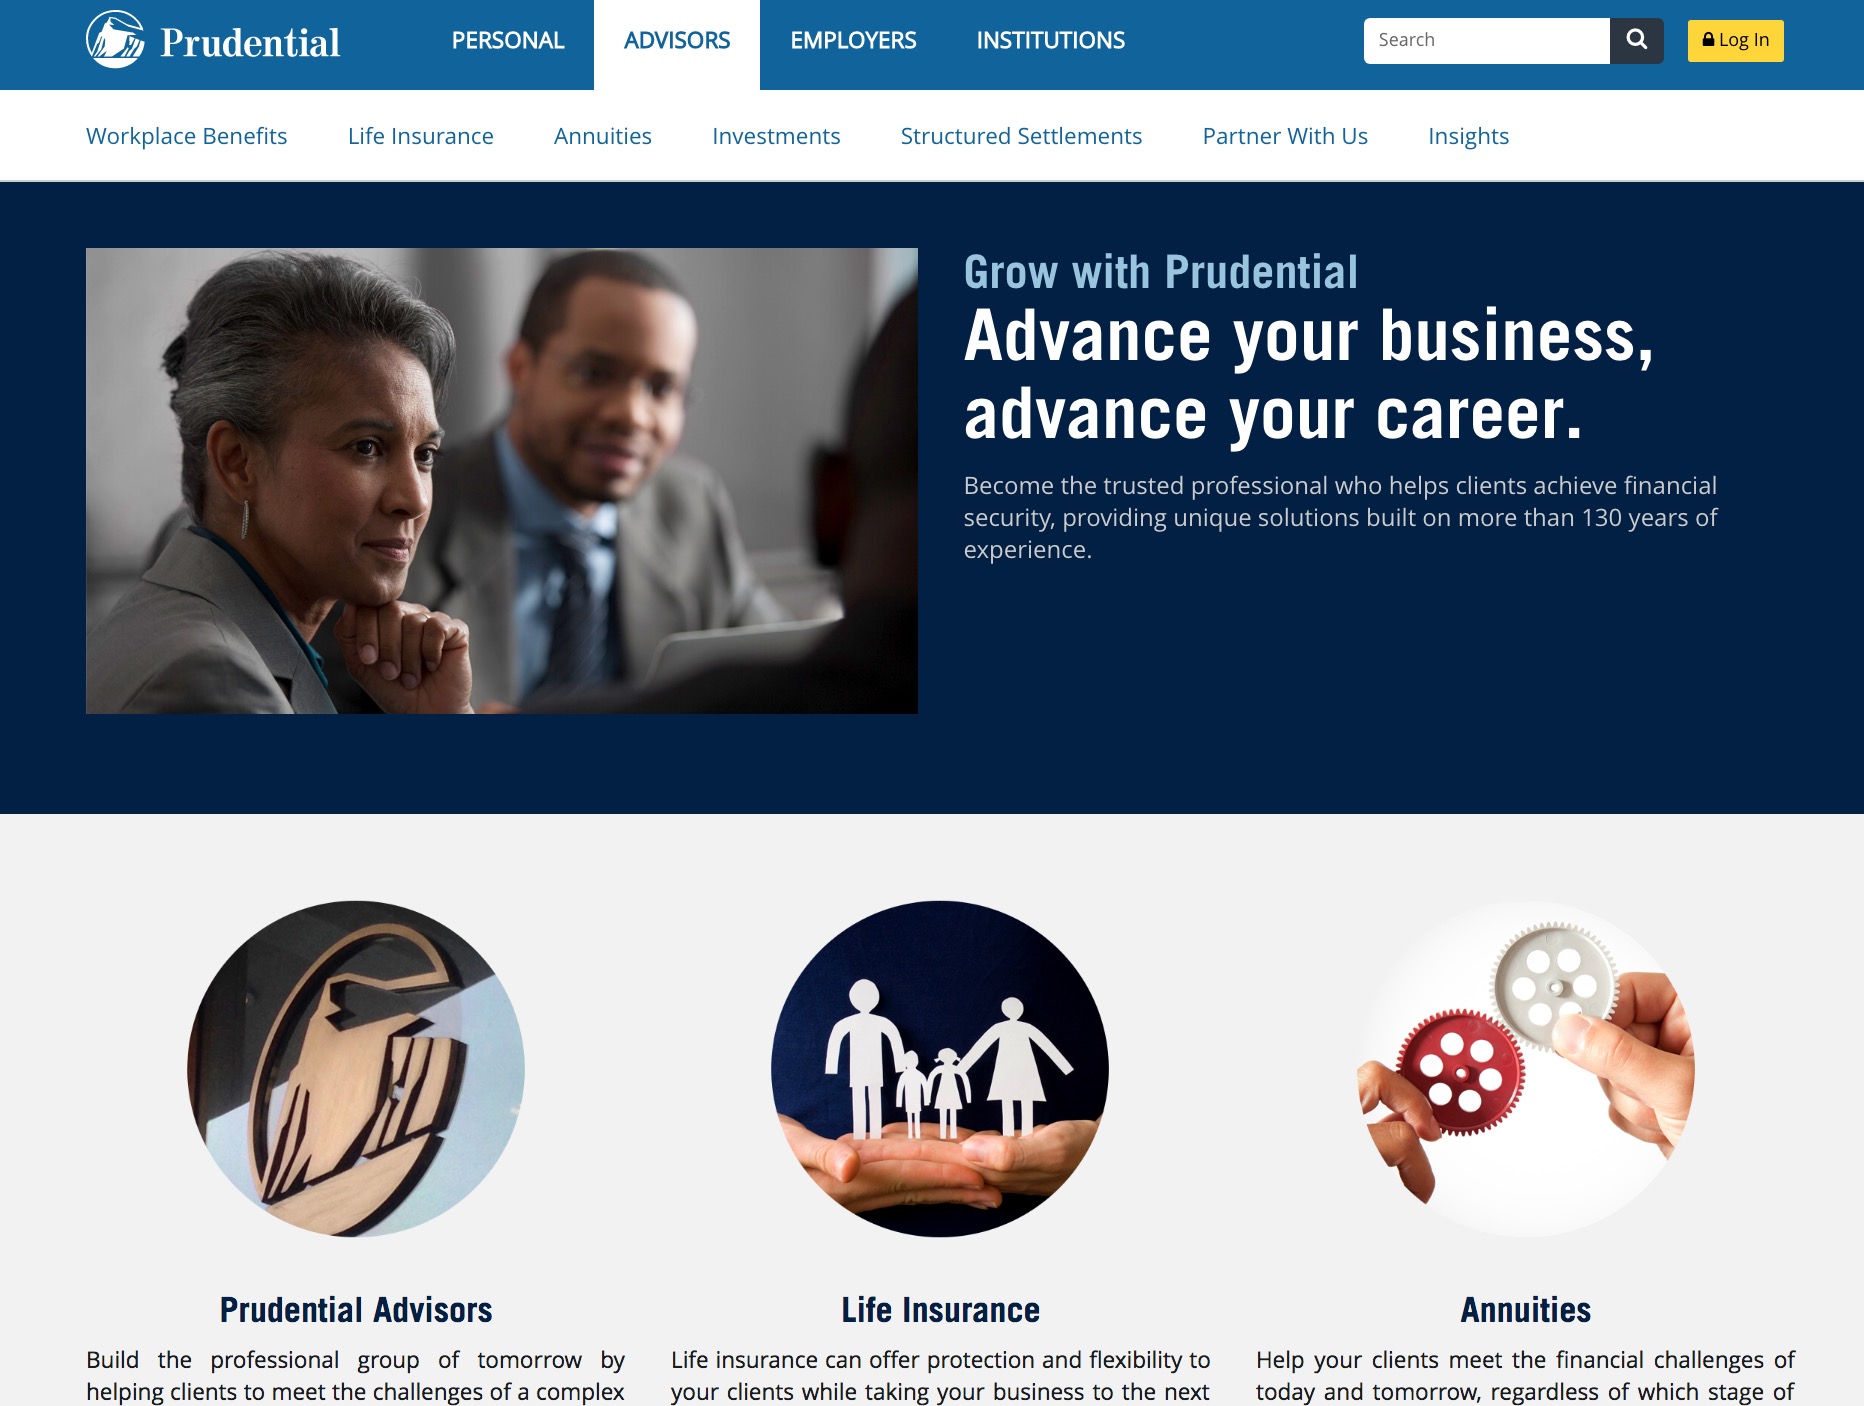 Prudential
PERSONAL
ADVISORS
EMPLOYERS
INSTITUTIONS
Search
Log In
Workplace Benefits
Life Insurance
Annuities
Investments
Structured Settlements
Partner With Us
Insights
Grow with Prudential
Advance your business,
advance your career.
Become the trusted professional who helps clients achieve financial
security, providing unique solutions built on more than 130 years of
experience.
Prudential Advisors
Build the professional group of tomorrow by
helping clients to meet the challenges of a complex
Life Insurance
Life insurance can offer protection and flexibility to
your clients while taking your business to the next
Annuities
Help your clients meet the financial challenges of
today and tomorrow, regardless of which stage of